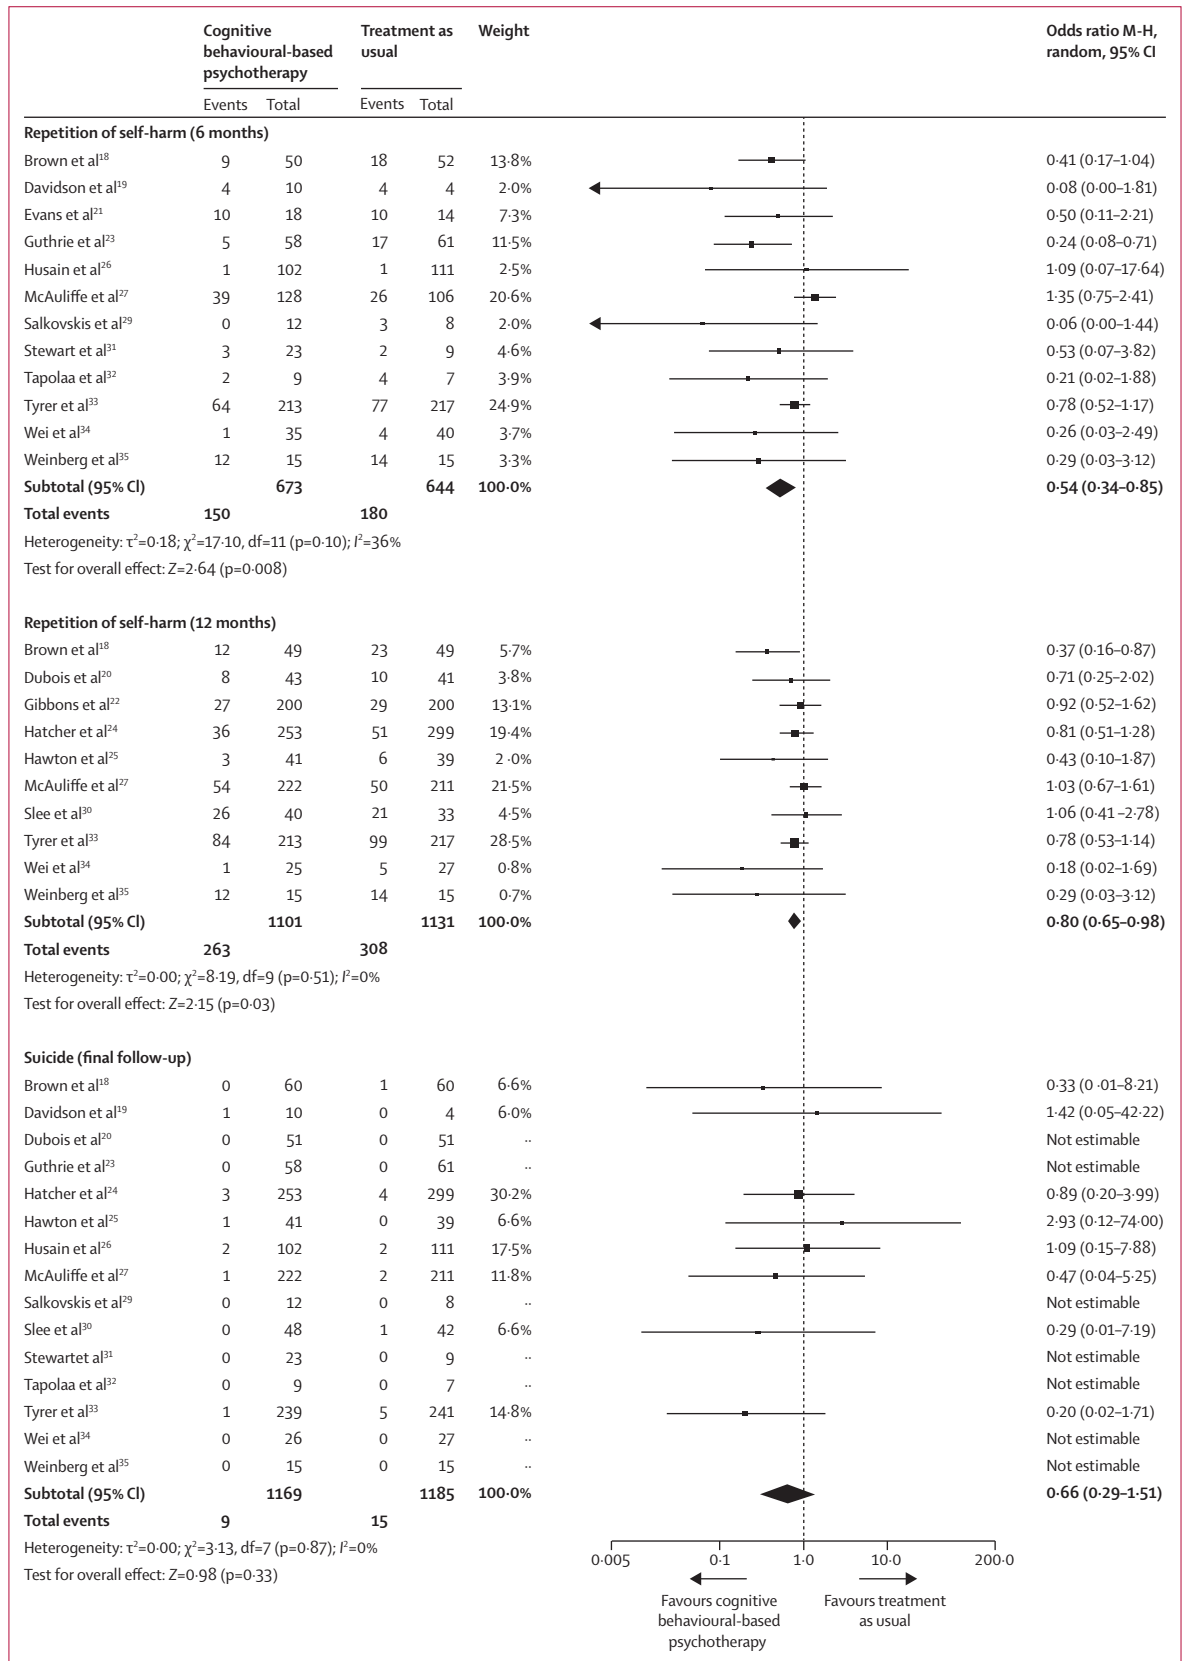 Cognitive behavioural-based psychotherapy Treatment as usual Weight Odds ratio M-H, random, 95% CI
Events Total Events Total
Repetition of self-harm (6 months)
Brown et al18 9 50 18 52 13·8% 0·41 (0·17–1·04)
Davidson et al19 4 10 4 4 2·0% 0·08 (0·00–1·81)
Evans et al21 10 18 10 14 7·3% 0·50 (0·11–2·21)
Guthrie et al23 5 58 17 61 11·5% 0·24 (0·08–0·71)
Husain et al26 1 102 1 111 2·5% 1·09 (0·07–17·64)
McAuliffe et al27 39 128 26 106 20·6% 1·35 (0·75–2·41)
Salkovskis et al29 0 12 3 8 2·0% 0·06 (0·00–1·44)
Stewart et al31 3 23 2 9 4·6% 0·53 (0·07–3·82)
Tapolaa et al32 2 9 4 7 3·9% 0·21 (0·02–1·88)
Tyrer et al33 64 213 77 217 24·9% 0·78 (0·52–1·17)
Wei et al34 1 35 4 40 3·7% 0·26 (0·03–2·49)
Weinberg et al35 12 15 14 15 3·3% 0·29 (0·03–3·12)
Subtotal (95% Cl) 673 644 100·0% 0·54 (0·34–0·85)
Total events 150 180
Heterogeneity: τ²=0·18; χ²=17·10, df=11 (p=0·10); I²=36%
Test for overall effect: Z=2·64 (p=0·008)
Repetition of self-harm (12 months)
Brown et al18 12 49 23 49 5·7% 0·37 (0·16–0·87)
Dubois et al20 8 43 10 41 3·8% 0·71 (0·25–2·02)
Gibbons et al22 27 200 29 200 13·1% 0·92 (0·52–1·62)
Hatcher et al24 36 253 51 299 19·4% 0·81 (0·51–1·28)
Hawton et al25 3 41 6 39 2·0% 0·43 (0·10–1·87)
McAuliffe et al27 54 222 50 211 21·5% 1·03 (0·67–1·61)
Slee et al30 26 40 21 33 4·5% 1·06 (0·41–2·78)
Tyrer et al33 84 213 99 217 28·5% 0·78 (0·53–1·14)
Wei et al34 1 25 5 27 0·8% 0·18 (0·02–1·69)
Weinberg et al35 12 15 14 15 0·7% 0·29 (0·03–3·12)
Subtotal (95% Cl) 1101 1131 100·0% 0·80 (0·65–0·98)
Total events 263 308
Heterogeneity: τ²=0·00; χ²=8·19, df=9 (p=0·51); I²=0%
Test for overall effect: Z=2·15 (p=0·03)
Suicide (final follow-up)
Brown et al18 0 60 1 60 6·6% 0·33 (0·01–8·21)
Davidson et al19 1 10 0 4 6·0% 1·42 (0·05–42·22)
Dubois et al20 0 51 0 51 ·· Not estimable
Guthrie et al23 0 58 0 61 ·· Not estimable
Hatcher et al24 3 253 4 299 30·2% 0·89 (0·20–3·99)
Hawton et al25 1 41 0 39 6·6% 2·93 (0·12–74·00)
Husain et al26 2 102 2 111 17·5% 1·09 (0·15–7·88)
McAuliffe et al27 1 222 2 211 11·8% 0·47 (0·04–5·25)
Salkovskis et al29 0 12 0 8 ·· Not estimable
Slee et al30 0 48 1 42 6·6% 0·29 (0·01–7·19)
Stewartet al31 0 23 0 9 ·· Not estimable
Tapolaa et al32 0 9 0 7 ·· Not estimable
Tyrer et al33 1 239 5 241 14·8% 0·20 (0·02–1·71)
Wei et al34 0 26 0 27 ·· Not estimable
Weinberg et al35 0 15 0 15 ·· Not estimable
Subtotal (95% Cl) 1169 1185 100·0% 0·66 (0·29–1·51)
Total events 9 15
Heterogeneity: τ²=0·00; χ²=3·13, df=7 (p=0·87); I²=0%
Test for overall effect: Z=0·98 (p=0·33)
0·005 0·1 1·0 10·0 200·0
Favours cognitive behavioural-based psychotherapy Favours treatment as usual